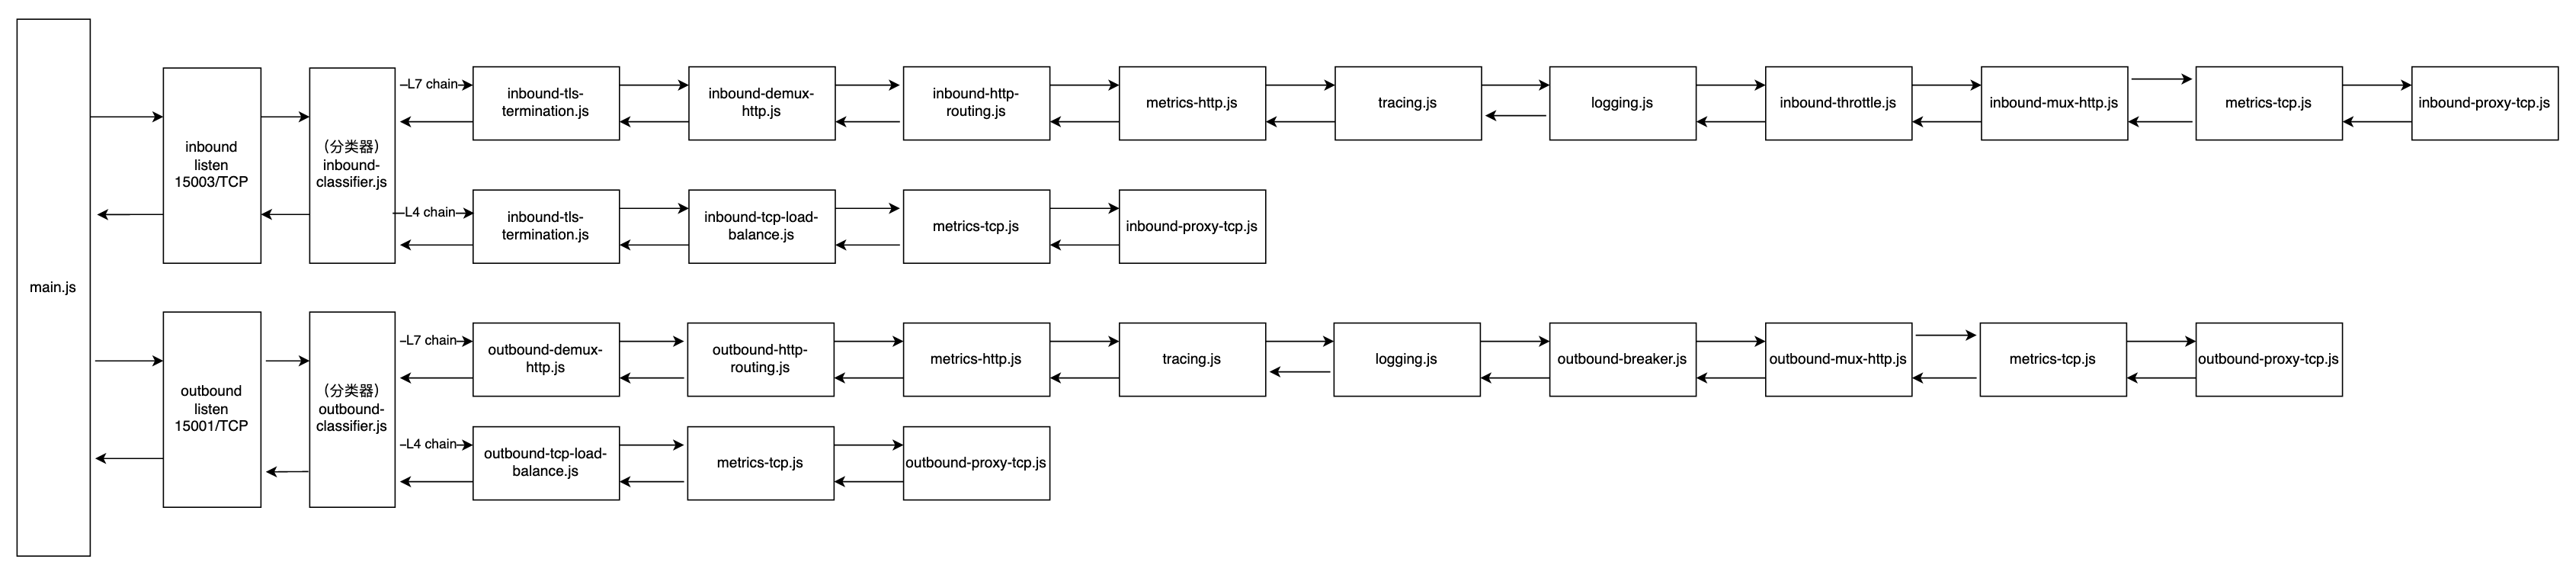 main.js
inbound
listen
15003/TCP
（分类器）
inbound-
classifier.js
L7 chain
inbound-tls-
termination.js
inbound-demux-
http.js
inbound-http-
routing.js
metrics-http.js
tracing.js
logging.js
inbound-throttle.js
inbound-mux-http.js
metrics-tcp.js
inbound-proxy-tcp.js
L4 chain
inbound-tls-
termination.js
inbound-tcp-load-
balance.js
metrics-tcp.js
inbound-proxy-tcp.js
outbound
listen
15001/TCP
（分类器）
outbound-
classifier.js
L7 chain
outbound-demux-
http.js
outbound-http-
routing.js
metrics-http.js
tracing.js
logging.js
outbound-breaker.js
outbound-mux-http.js
metrics-tcp.js
outbound-proxy-tcp.js
L4 chain
outbound-tcp-load-
balance.js
metrics-tcp.js
outbound-proxy-tcp.js